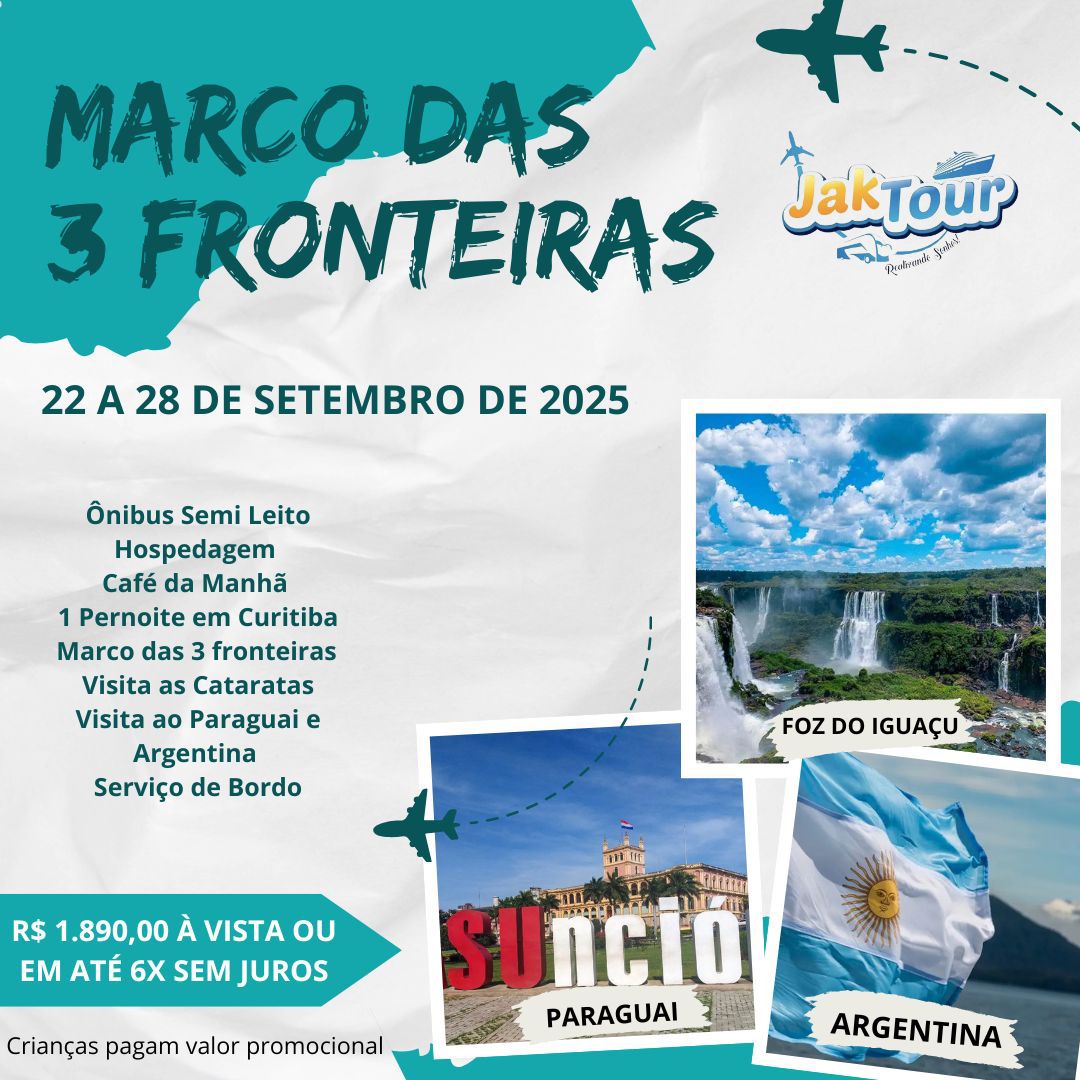 MARCO DAS
3 FRONTEIRAS
JakTour
Realizando Sonhos!
22 A 28 DE SETEMBRO DE 2025
Ônibus Semi Leito
Hospedagem
Café da Manhã
1 Pernoite em Curitiba
Marco das 3 fronteiras
Visita as Cataratas
Visita ao Paraguai e
Argentina
Serviço de Bordo
FOZ DO IGUAÇU
SUnció
PARAGUAI
ARGENTINA
R$ 1.890,00 À VISTA OU
EM ATÉ 6X SEM JUROS
Crianças pagam valor promocional